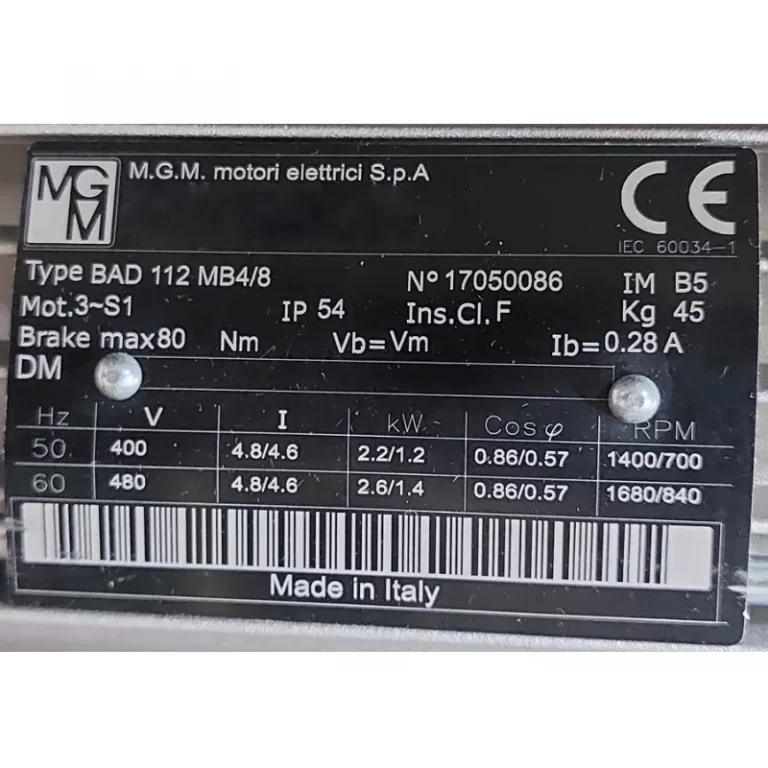 MGM
M.G.M. motori elettrici S.p.A
CE
IEC 60034-1
Type BAD 112 MB4/8 N° 17050086 IM B5
Mot.3~S1 IP 54 Ins.Cl.F Kg 45
Brake max80 Nm Vb=Vm Ib=0.28 A
DM
Hz V I kW Cosφ RPM
50 400 4.8/4.6 2.2/1.2 0.86/0.57 1400/700
60 480 4.8/4.6 2.6/1.4 0.86/0.57 1680/840
Made in Italy